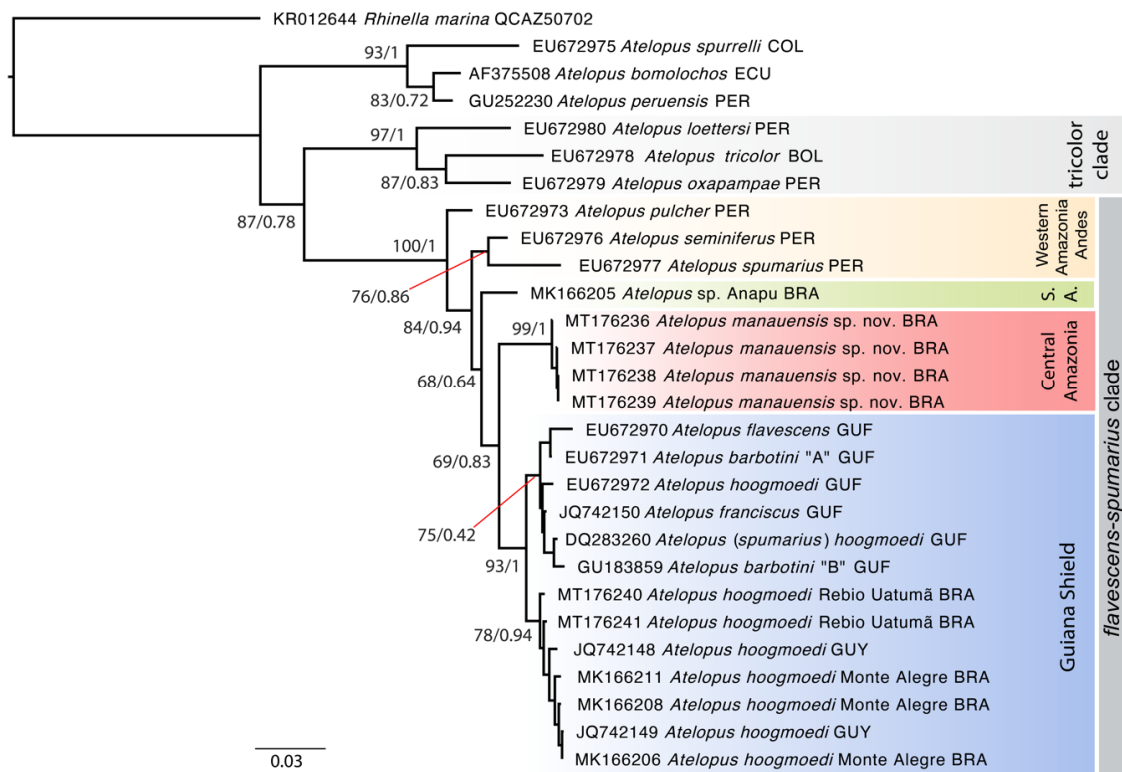 KR012644 Rhinella marina QCAZ50702
EU672975 Atelopus spurrelli COL
93/1
AF375508 Atelopus bomolochos ECU
83/0.72
GU252230 Atelopus peruensis PER
EU672980 Atelopus loettersi PER
97/1
EU672978 Atelopus tricolor BOL
87/0.83
EU672979 Atelopus oxapampae PER
tricolor
clade
87/0.78
EU672973 Atelopus pulcher PER
100/1
EU672976 Atelopus seminiferus PER
EU672977 Atelopus spumarius PER
Western
Amazonia
Andes
76/0.86
MK166205 Atelopus sp. Anapu BRA
S.
A.
84/0.94
MT176236 Atelopus manauensis sp. nov. BRA
99/1
MT176237 Atelopus manauensis sp. nov. BRA
MT176238 Atelopus manauensis sp. nov. BRA
MT176239 Atelopus manauensis sp. nov. BRA
Central
Amazonia
68/0.64
EU672970 Atelopus flavescens GUF
EU672971 Atelopus barbotini "A" GUF
69/0.83
EU672972 Atelopus hoogmoedi GUF
JQ742150 Atelopus franciscus GUF
75/0.42
DQ283260 Atelopus (spumarius) hoogmoedi GUF
GU183859 Atelopus barbotini "B" GUF
93/1
MT176240 Atelopus hoogmoedi Rebio Uatumã BRA
MT176241 Atelopus hoogmoedi Rebio Uatumã BRA
78/0.94
JQ742148 Atelopus hoogmoedi GUY
MK166211 Atelopus hoogmoedi Monte Alegre BRA
MK166208 Atelopus hoogmoedi Monte Alegre BRA
JQ742149 Atelopus hoogmoedi GUY
MK166206 Atelopus hoogmoedi Monte Alegre BRA
Guiana Shield
flavescens-spumarius clade
0.03